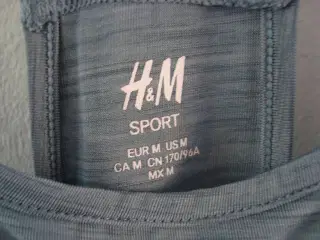 H&M
SPORT
EUR M. US M
CA M. CN 170/96A
MX M